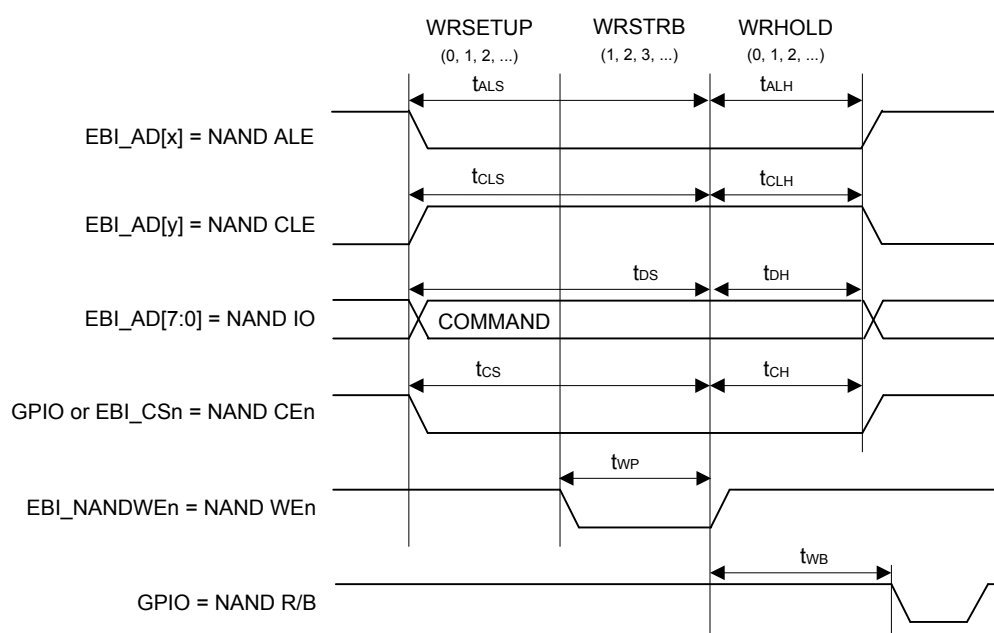 WRSETUP WRSTRB WRHOLD
(0, 1, 2, ...) (1, 2, 3, ...) (0, 1, 2, ...)
tALS tALH
EBI_AD[x] = NAND ALE
tCLS tCLH
EBI_AD[y] = NAND CLE
tDS tDH
EBI_AD[7:0] = NAND IO COMMAND
tCS tCH
GPIO or EBI_CSn = NAND CEn
tWP
EBI_NANDWEn = NAND WEn
tWB
GPIO = NAND R/B